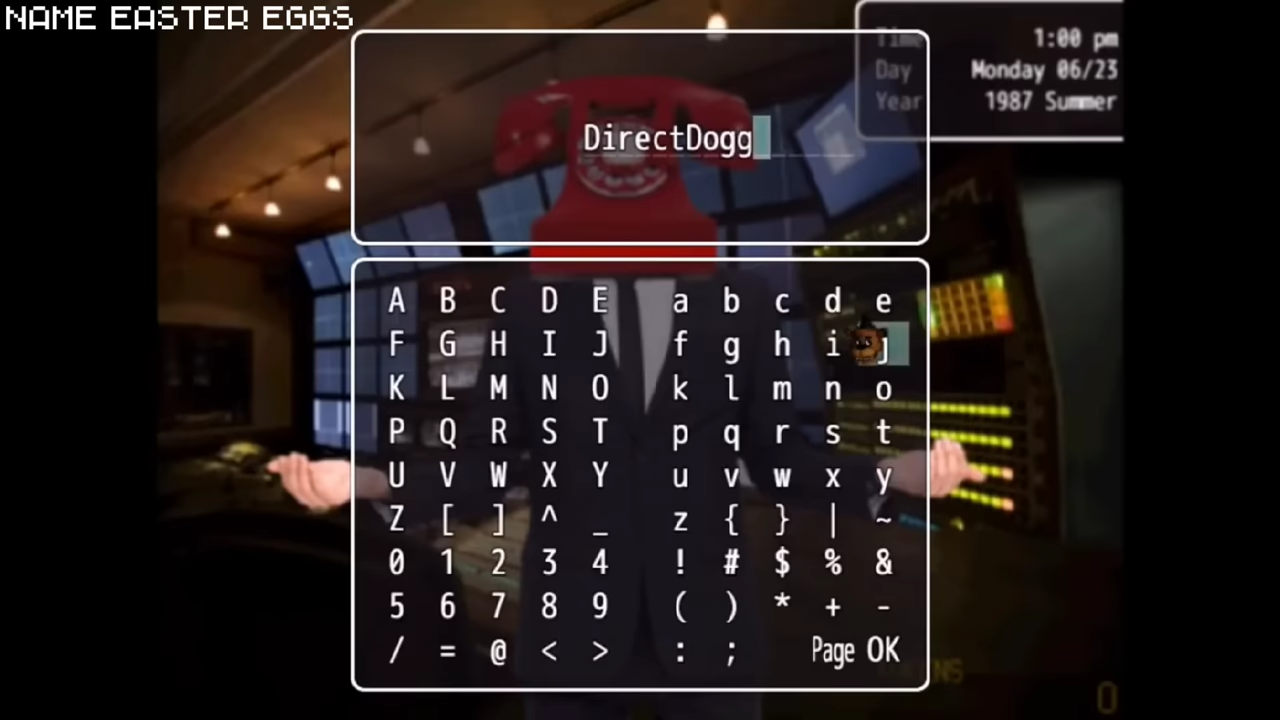 NAME EASTER EGGS
Time 1:00 pm
Day Monday 06/23
Year 1987 Summer
DirectDogg
A B C D E a b c d e
F G H I J f g h i j
K L M N O k l m n o
P Q R S T p q r s t
U V W X Y u v w x y
Z [ ] ^ _ z { } | ~
0 1 2 3 4 ! # $ % &
5 6 7 8 9 ( ) * + -
/ = @ < > : ; Page OK
0